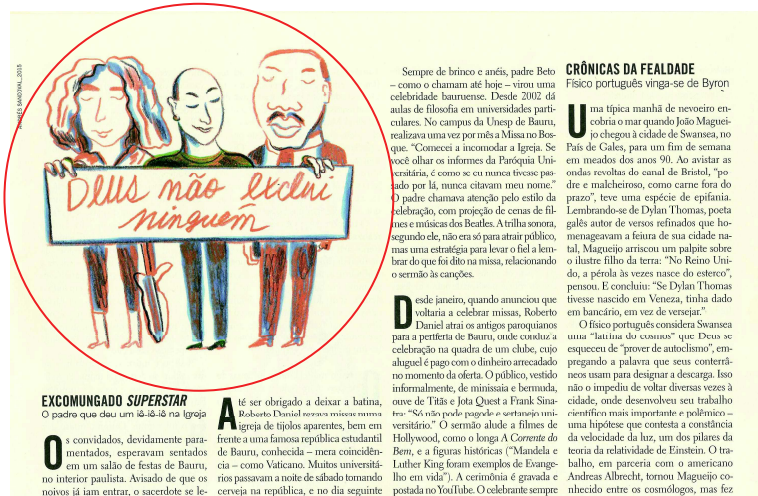 ANDRÉS SANDOVAL_2015
Deus não exclui
ninguém
EXCOMUNGADO SUPERSTAR
O padre que deu um iê-iê-iê na Igreja
Os convidados, devidamente para-
mentados, esperavam sentados
em um salão de festas de Bauru,
no interior paulista. Avisado de que os
noivos já iam entrar, o sacerdote se le-
Até ser obrigado a deixar a batina,
Roberto Daniel rezava missas numa
igreja de tijolos aparentes, bem em
frente a uma famosa república estudantil
de Bauru, conhecida – mera coincidên-
cia – como Vaticano. Muitos universitá-
rios passavam a noite de sábado tomando
cerveja na república, e no dia seguinte
Sempre de brinco e anéis, padre Beto
– como o chamam até hoje – virou uma
celebridade bauruense. Desde 2002 dá
aulas de filosofia em universidades parti-
culares. No campus da Unesp de Bauru,
realizava uma vez por mês a Missa no Bos-
que. “Comecei a incomodar a Igreja. Se
você olhar os informes da Paróquia Uni-
versitária, é como se eu nunca tivesse pas-
sado por lá, nunca citavam meu nome.”
O padre chamava atenção pelo estilo da
celebração, com projeção de cenas de fil-
mes e músicas dos Beatles. A trilha sonora,
segundo ele, não era só para atrair público,
mas uma estratégia para levar o fiel a lem-
brar do que foi dito na missa, relacionando
o sermão às canções.
Desde janeiro, quando anunciou que
voltaria a celebrar missas, Roberto
Daniel atrai os antigos paroquianos
para a periferia de Bauru, onde conduz a
celebração na quadra de um clube, cujo
aluguel é pago com o dinheiro arrecadado
no momento da oferta. O público, vestido
informalmente, de minissaia e bermuda,
ouve de Titãs e Jota Quest a Frank Sina-
tra: “Só não pode pagode e sertanejo uni-
versitário.” O sermão alude a filmes de
Hollywood, como o longa A Corrente do
Bem, e a figuras históricas (“Mandela e
Luther King foram exemplos de Evange-
lho em vida”). A cerimônia é gravada e
postada no YouTube. O celebrante sempre
CRÔNICAS DA FEALDADE
Físico português vinga-se de Byron
Uma típica manhã de nevoeiro en-
cobria o mar quando João Maguei-
jo chegou à cidade de Swansea, no
País de Gales, para um fim de semana
em meados dos anos 90. Ao avistar as
ondas revoltas do canal de Bristol, “po-
dre e malcheiroso, como carne fora do
prazo”, teve uma espécie de epifania.
Lembrando-se de Dylan Thomas, poeta
galês autor de versos refinados que ho-
menageavam a feiura de sua cidade na-
tal, Magueijo arriscou um palpite sobre
o ilustre filho da terra: “No Reino Uni-
do, a pérola às vezes nasce do esterco”,
pensou. E concluiu: “Se Dylan Thomas
tivesse nascido em Veneza, tinha dado
em bancário, em vez de versejar.”
O físico português considera Swansea
uma “latrina do cosmos” que Deus se
esqueceu de “prover de autoclismo”, em-
pregando a palavra que seus conterrâ-
neos usam para designar a descarga. Isso
não o impediu de voltar diversas vezes à
cidade, onde desenvolveu seu trabalho
científico mais importante e polêmico –
uma hipótese que contesta a constância
da velocidade da luz, um dos pilares da
teoria da relatividade de Einstein. O tra-
balho, em parceria com o americano
Andreas Albrecht, tornou Magueijo co-
nhecido entre os cosmólogos, mas fez